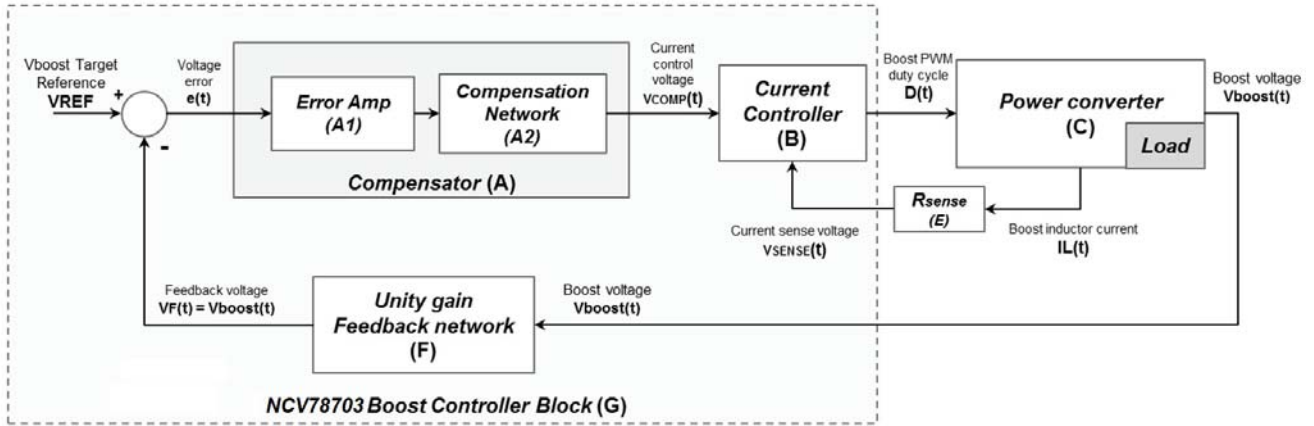 Vboost Target
Reference
VREF
+
-
Voltage
error
e(t)
Error Amp
(A1)
Compensation
Network
(A2)
Compensator (A)
Current
control
voltage
VCOMP(t)
Current
Controller
(B)
Boost PWM
duty cycle
D(t)
Power converter
(C)
Load
Boost voltage
Vboost(t)
Rsense
(E)
Current sense voltage
VSENSE(t)
Boost inductor current
IL(t)
Feedback voltage
VF(t) = Vboost(t)
Unity gain
Feedback network
(F)
Boost voltage
Vboost(t)
NCV78703 Boost Controller Block (G)